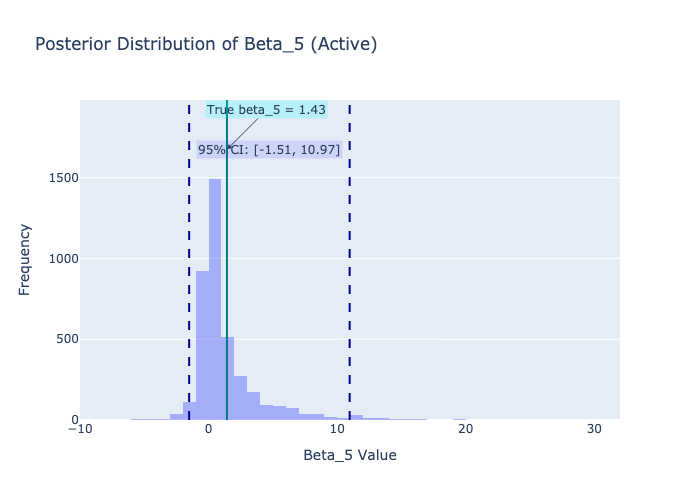 Posterior Distribution of Beta_5 (Active)
True beta_5 = 1.43
95% CI: [-1.51, 10.97]
1500
1000
500
0
Frequency
−10
0
10
20
30
Beta_5 Value